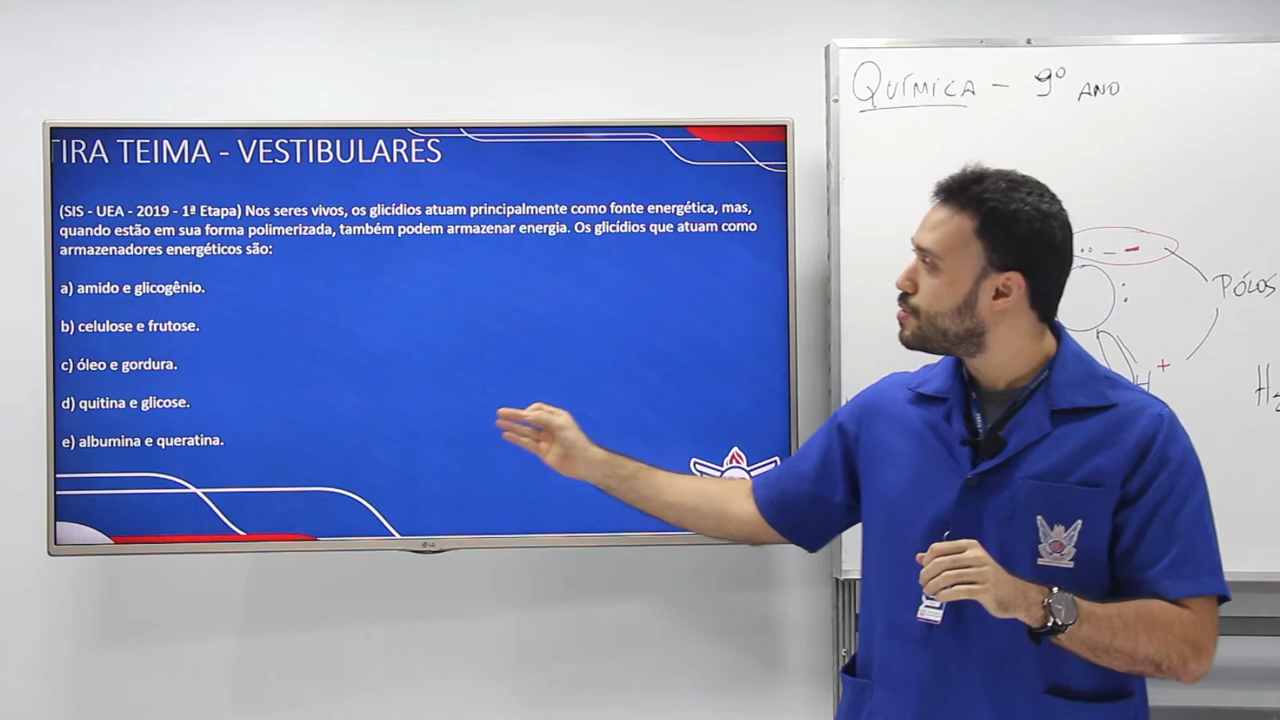 QUÍMICA - 9º ANO
TIRA TEIMA - VESTIBULARES
(SIS - UEA - 2019 - 1ª Etapa) Nos seres vivos, os glicídios atuam principalmente como fonte energética, mas,
quando estão em sua forma polimerizada, também podem armazenar energia. Os glicídios que atuam como
armazenadores energéticos são:
a) amido e glicogênio.
b) celulose e frutose.
c) óleo e gordura.
d) quitina e glicose.
e) albumina e queratina.
LG
PÓLOS
H +
H₂